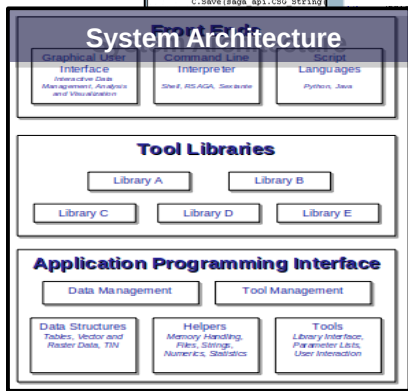 C.Save(saga_api.CSG_String(
System Architecture
Front Ends
Graphical User
Interface
Interactive Data
Management, Analysis
and Visualization
Command Line
Interpreter
Shell, RSAGA, Sextante
Script
Languages
Python, Java
Tool Libraries
Library A
Library B
Library C
Library D
Library E
Application Programming Interface
Data Management
Tool Management
Data Structures
Tables, Vector and
Raster Data, TIN
Helpers
Memory Handling,
Files, Strings,
Numerics, Statistics
Tools
Library Interface,
Parameter Lists,
User Interaction